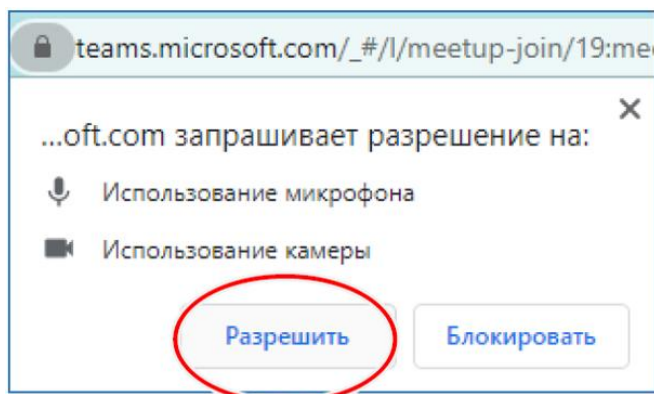 teams.microsoft.com/_#/l/meetup-join/19:me
...oft.com запрашивает разрешение на:
Использование микрофона
Использование камеры
Разрешить Блокировать